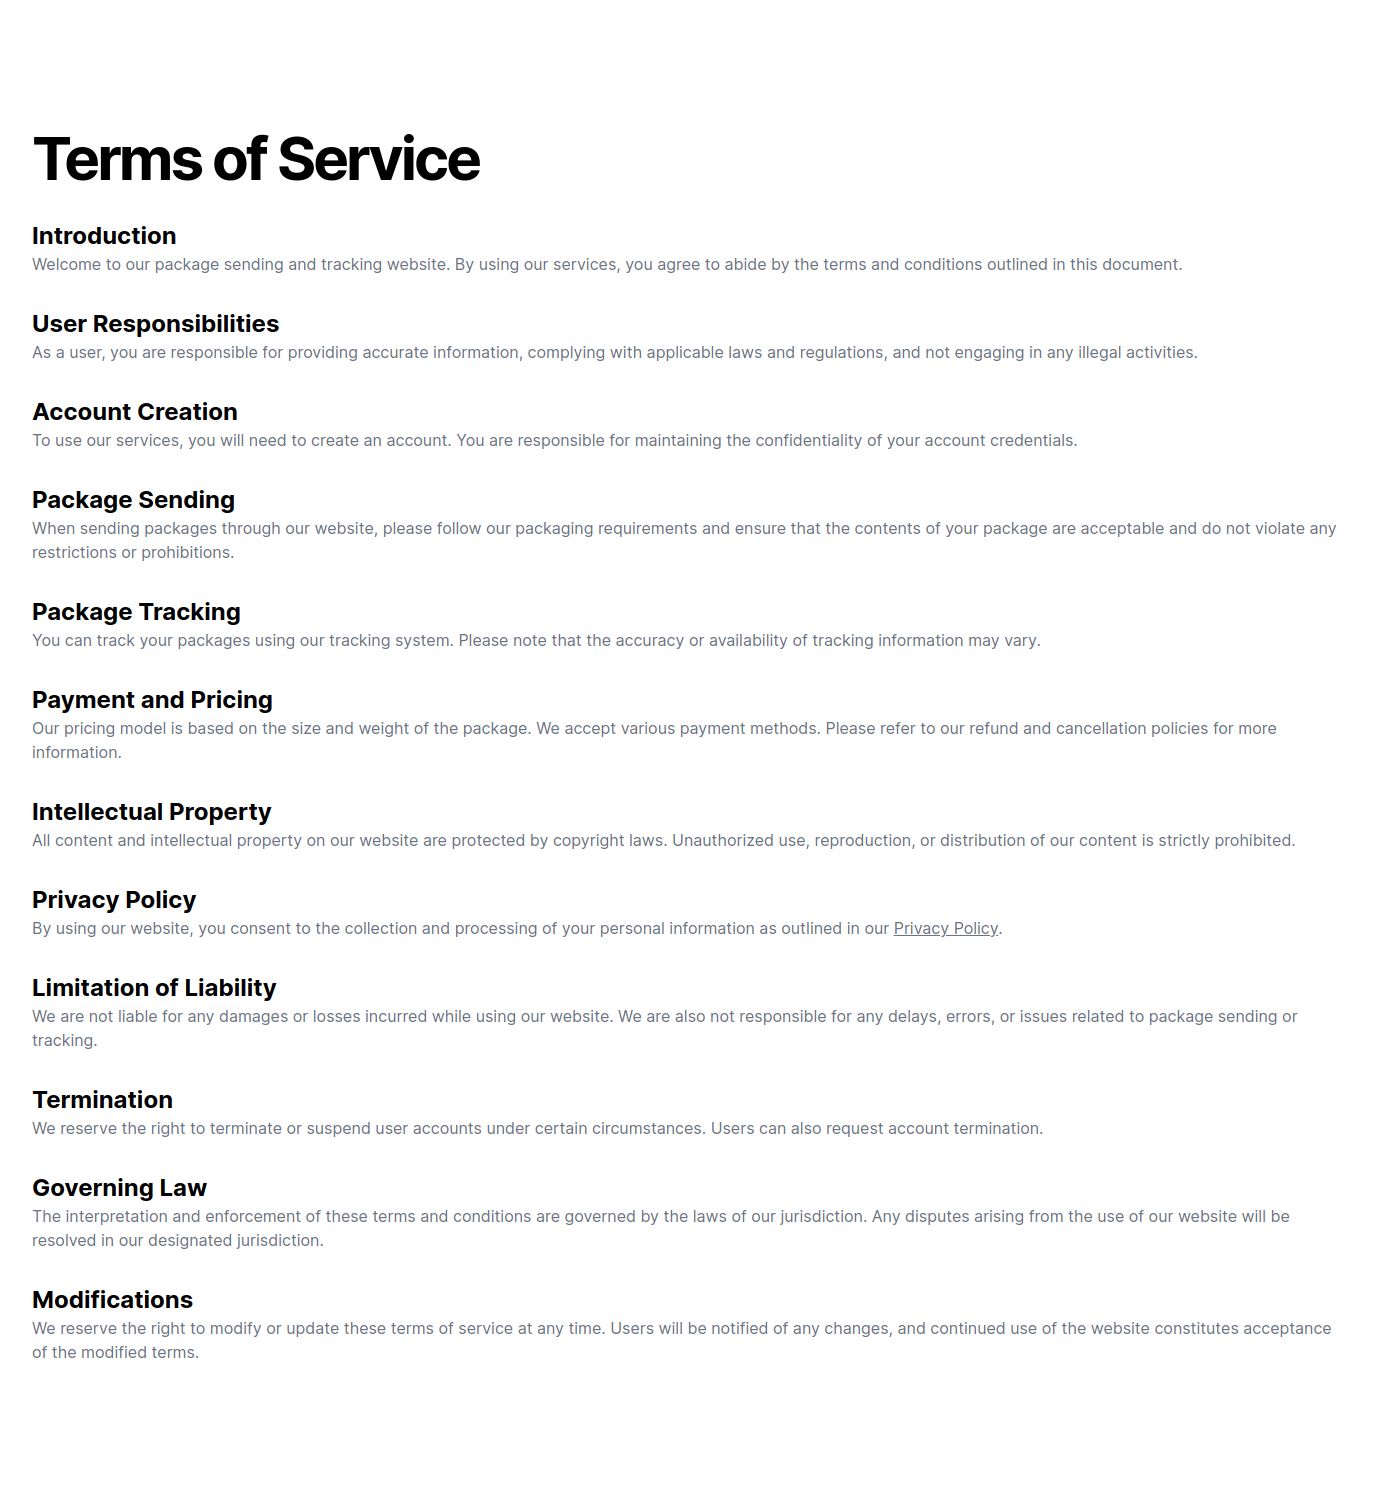 Terms of Service
Introduction
Welcome to our package sending and tracking website. By using our services, you agree to abide by the terms and conditions outlined in this document.
User Responsibilities
As a user, you are responsible for providing accurate information, complying with applicable laws and regulations, and not engaging in any illegal activities.
Account Creation
To use our services, you will need to create an account. You are responsible for maintaining the confidentiality of your account credentials.
Package Sending
When sending packages through our website, please follow our packaging requirements and ensure that the contents of your package are acceptable and do not violate any
restrictions or prohibitions.
Package Tracking
You can track your packages using our tracking system. Please note that the accuracy or availability of tracking information may vary.
Payment and Pricing
Our pricing model is based on the size and weight of the package. We accept various payment methods. Please refer to our refund and cancellation policies for more
information.
Intellectual Property
All content and intellectual property on our website are protected by copyright laws. Unauthorized use, reproduction, or distribution of our content is strictly prohibited.
Privacy Policy
By using our website, you consent to the collection and processing of your personal information as outlined in our Privacy Policy.
Limitation of Liability
We are not liable for any damages or losses incurred while using our website. We are also not responsible for any delays, errors, or issues related to package sending or
tracking.
Termination
We reserve the right to terminate or suspend user accounts under certain circumstances. Users can also request account termination.
Governing Law
The interpretation and enforcement of these terms and conditions are governed by the laws of our jurisdiction. Any disputes arising from the use of our website will be
resolved in our designated jurisdiction.
Modifications
We reserve the right to modify or update these terms of service at any time. Users will be notified of any changes, and continued use of the website constitutes acceptance
of the modified terms.